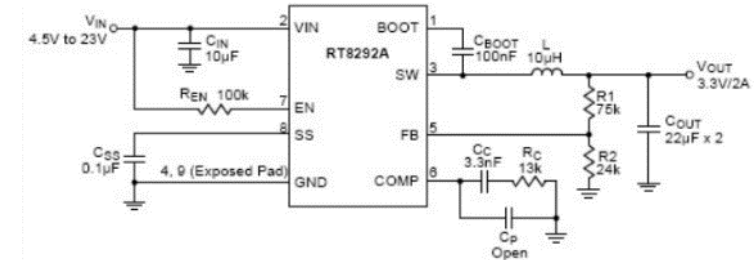 VIN
4.5V to 23V
CIN
10µF
REN 100k
CSS
0.1µF
4, 9 (Exposed Pad)
2
VIN
7
EN
8
SS
GND
RT8292A
BOOT
1
SW
3
FB
5
COMP
6
CBOOT
100nF
L
10µH
VOUT
3.3V/2A
R1
75k
COUT
22µF x 2
R2
24k
CC
3.3nF
RC
13k
CP
Open